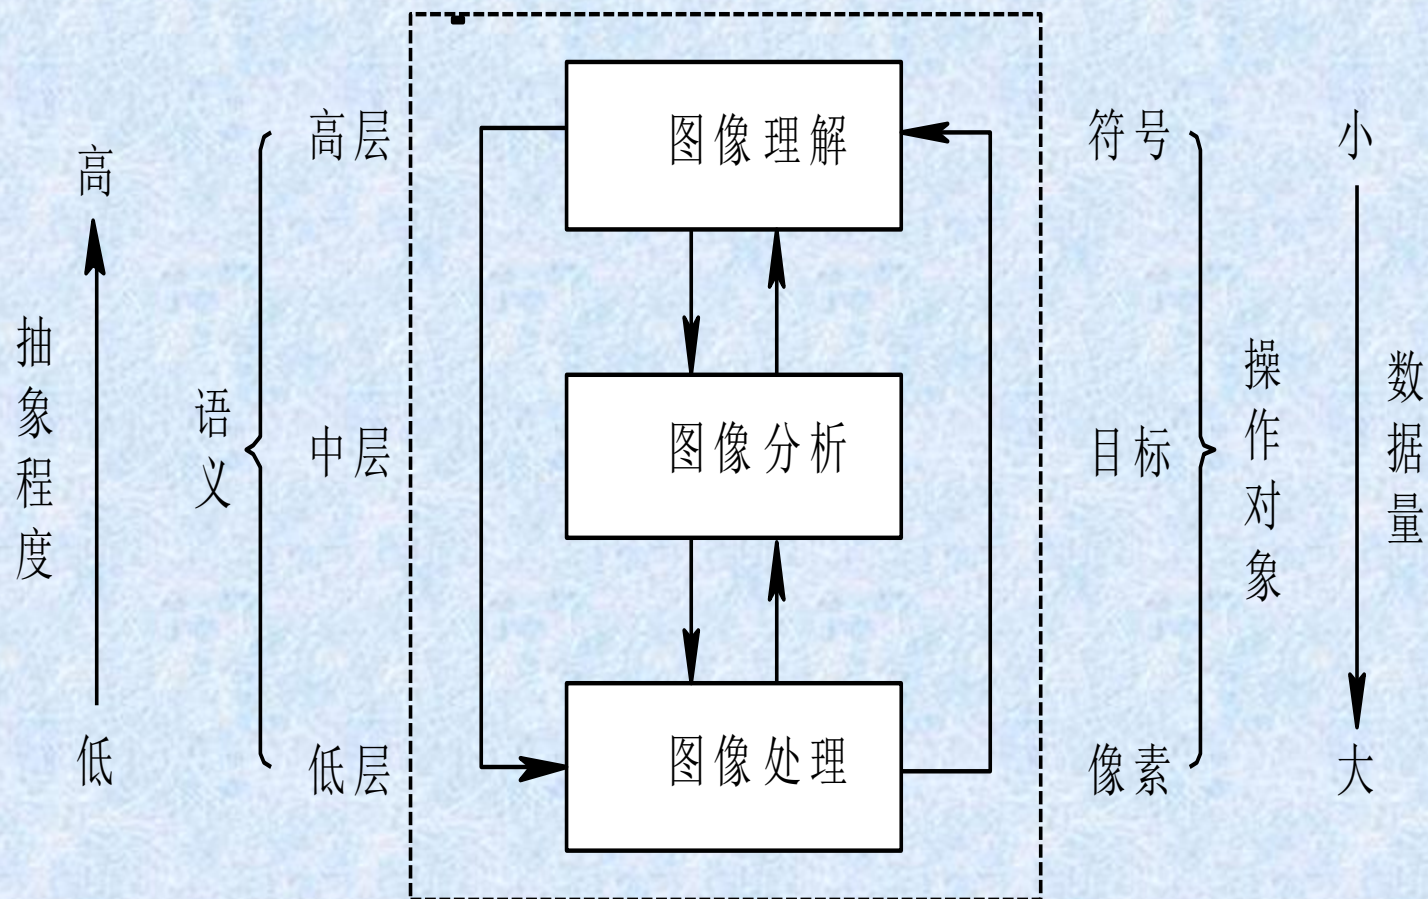 高层
图像理解
符号
小
高
抽象程度
语义
中层
图像分析
目标
操作对象
数据量
低
低层
图像处理
像素
大